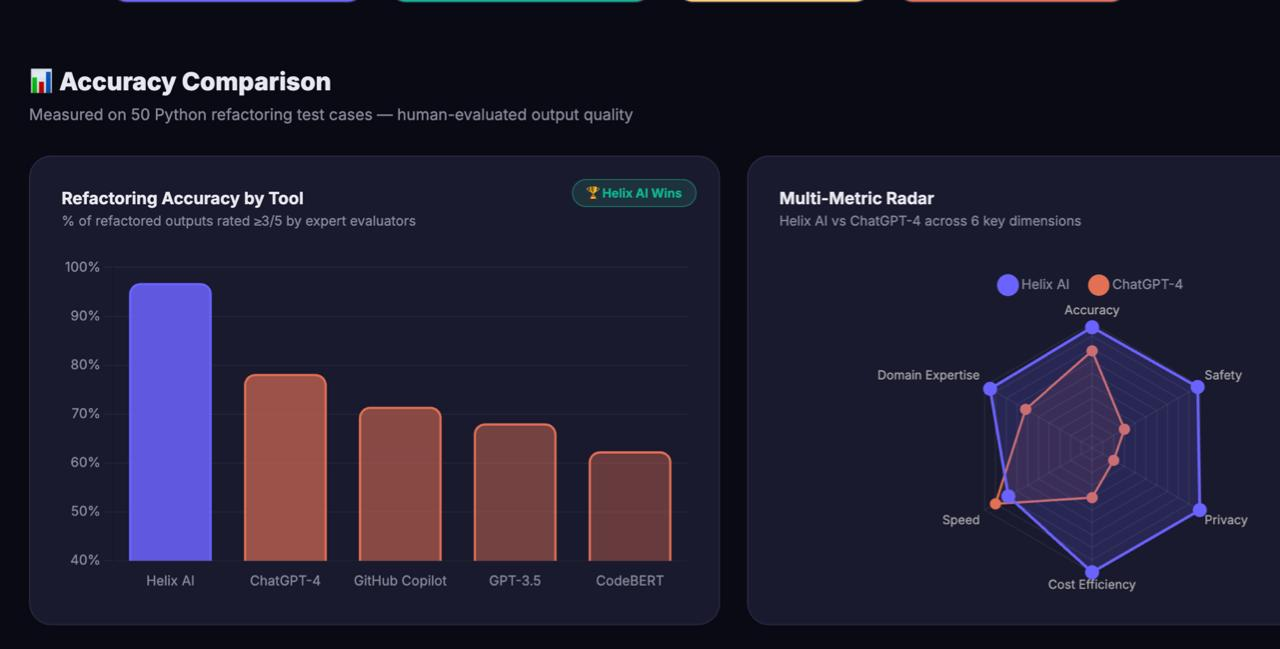 📊 Accuracy Comparison
Measured on 50 Python refactoring test cases — human-evaluated output quality
Refactoring Accuracy by Tool
🏆 Helix AI Wins
% of refactored outputs rated ≥3/5 by expert evaluators
100%
90%
80%
70%
60%
50%
40%
Helix AI
ChatGPT-4
GitHub Copilot
GPT-3.5
CodeBERT
Multi-Metric Radar
Helix AI vs ChatGPT-4 across 6 key dimensions
Helix AI
ChatGPT-4
Accuracy
Domain Expertise
Safety
Speed
Privacy
Cost Efficiency